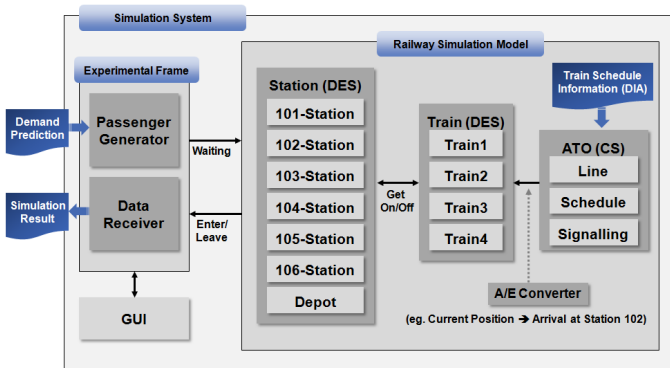 Simulation System
Railway Simulation Model
Experimental Frame
Demand
Prediction
Passenger
Generator
Waiting
Simulation
Result
Data
Receiver
Enter/
Leave
GUI
Station (DES)
101-Station
102-Station
103-Station
104-Station
105-Station
106-Station
Depot
Get
On/Off
Train (DES)
Train1
Train2
Train3
Train4
Train Schedule
Information (DIA)
ATO (CS)
Line
Schedule
Signalling
A/E Converter
(eg. Current Position ➔ Arrival at Station 102)